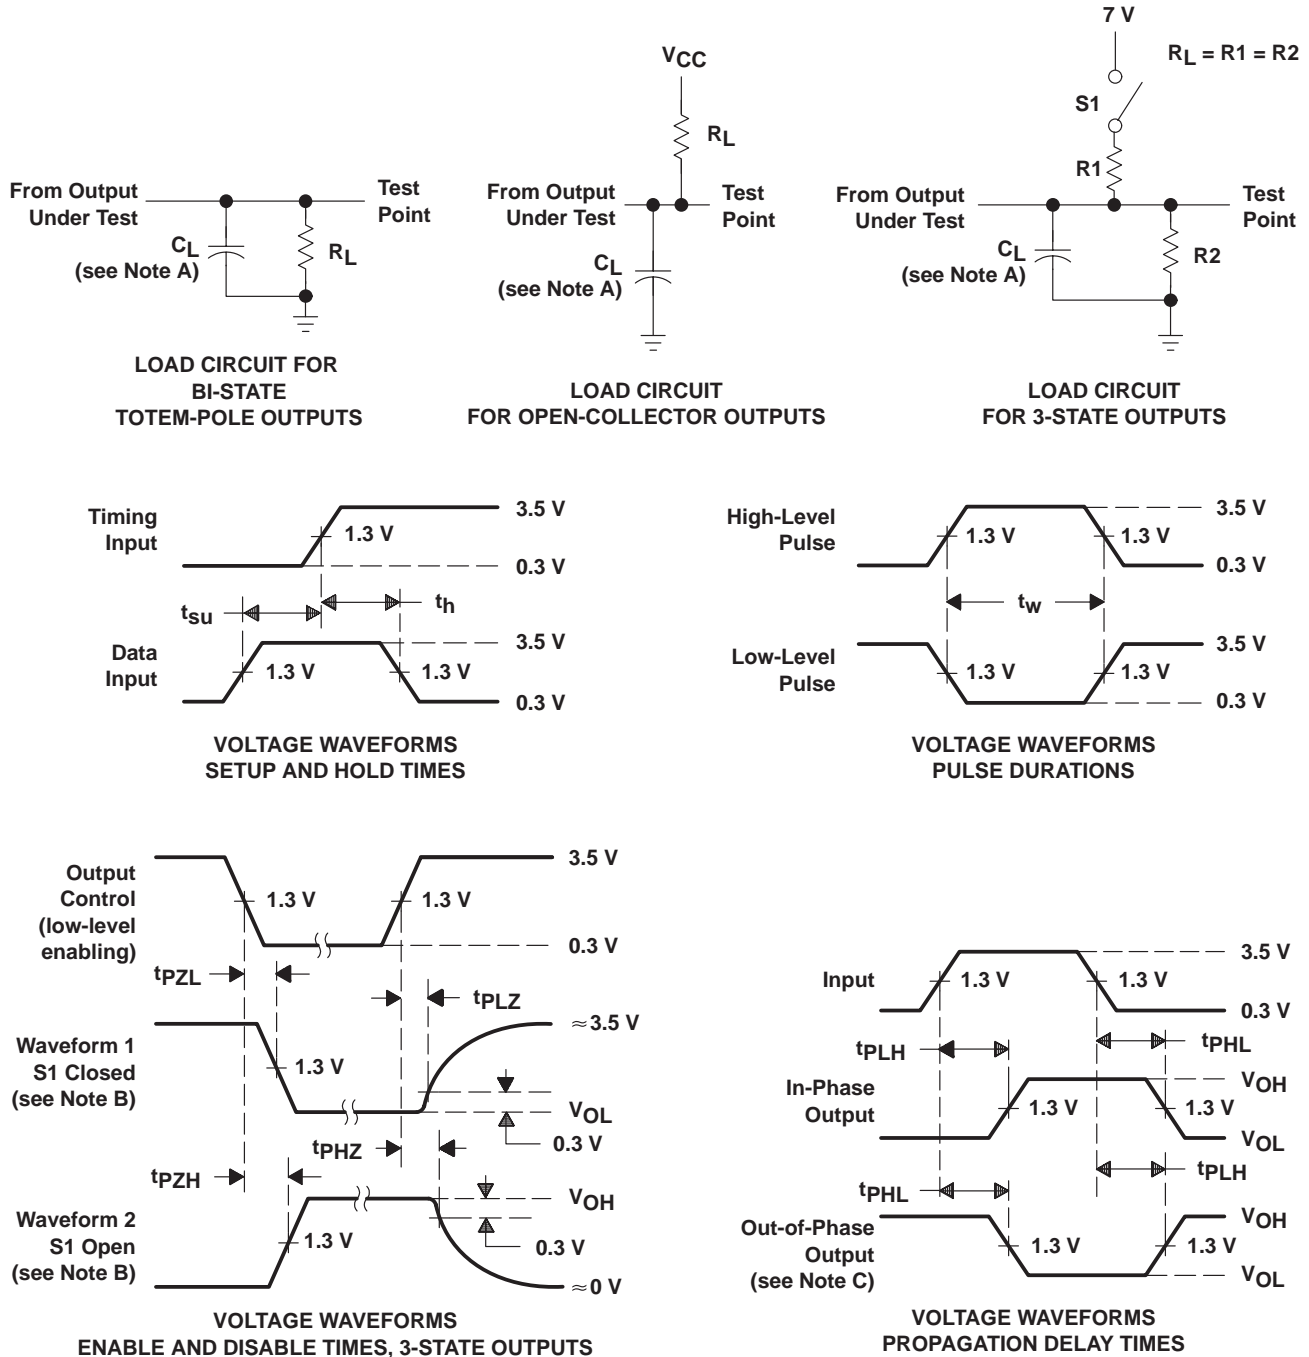 From Output
Under Test
Test
Point
CL
(see Note A)
RL
LOAD CIRCUIT FOR
BI-STATE
TOTEM-POLE OUTPUTS
VCC
RL
From Output
Under Test
Test
Point
CL
(see Note A)
LOAD CIRCUIT
FOR OPEN-COLLECTOR OUTPUTS
7 V
RL = R1 = R2
S1
R1
From Output
Under Test
Test
Point
CL
(see Note A)
R2
LOAD CIRCUIT
FOR 3-STATE OUTPUTS
Timing
Input
3.5 V
1.3 V
0.3 V
tsu
th
Data
Input
3.5 V
1.3 V
1.3 V
0.3 V
VOLTAGE WAVEFORMS
SETUP AND HOLD TIMES
High-Level
Pulse
3.5 V
1.3 V
1.3 V
0.3 V
tw
Low-Level
Pulse
3.5 V
1.3 V
1.3 V
0.3 V
VOLTAGE WAVEFORMS
PULSE DURATIONS
Output
Control
(low-level
enabling)
3.5 V
1.3 V
1.3 V
0.3 V
tPZL
tPLZ
Waveform 1
S1 Closed
(see Note B)
≈3.5 V
1.3 V
VOL
0.3 V
tPHZ
tPZH
Waveform 2
S1 Open
(see Note B)
VOH
1.3 V
0.3 V
≈0 V
VOLTAGE WAVEFORMS
ENABLE AND DISABLE TIMES, 3-STATE OUTPUTS
Input
3.5 V
1.3 V
1.3 V
0.3 V
tPLH
tPHL
In-Phase
Output
VOH
1.3 V
1.3 V
VOL
tPHL
tPLH
Out-of-Phase
Output
(see Note C)
VOH
1.3 V
1.3 V
VOL
VOLTAGE WAVEFORMS
PROPAGATION DELAY TIMES